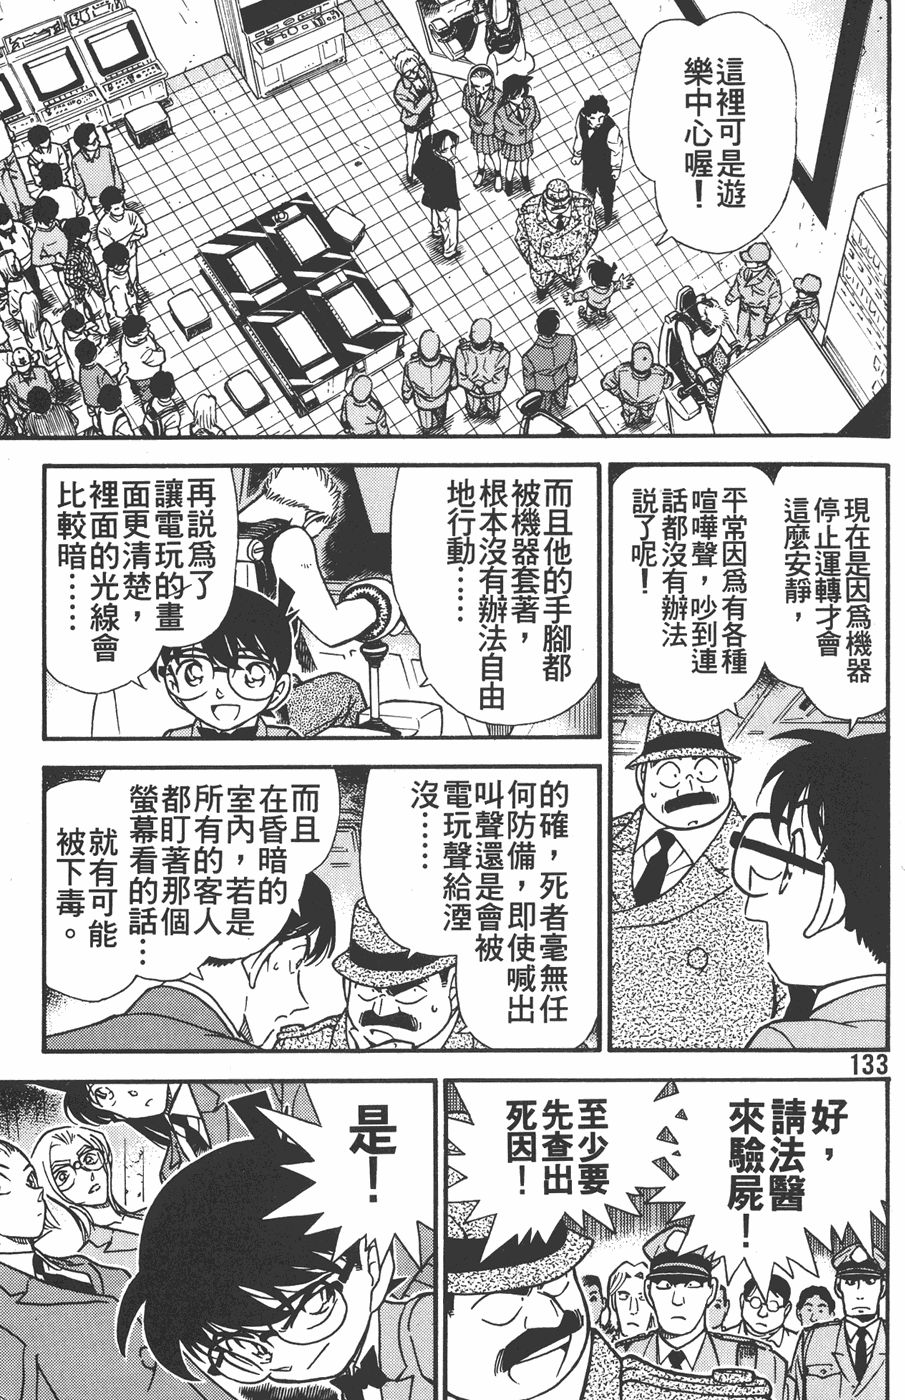 這裡可是遊
樂中心喔！
現在是因為機器
停止運轉才會
這麼安靜，
平常因為有各種
喧嘩聲，吵到連
話都沒有辦法
說了呢！
而且他的手腳都
被機器套著，
根本沒有辦法自由
地行動……
再說為了
讓電玩的畫
面更清楚，
裡面的光線會
比較暗……
的確，死者毫無任
何防備，即使喊出
叫聲還是會被
電玩聲給湮
沒……
而且
在昏暗的
室內，若是
所有的客人
都盯著那個
螢幕看的話…
就有可能
被下毒。
133
好，
請法醫
來驗屍！
至少要
先查出
死因！
是！